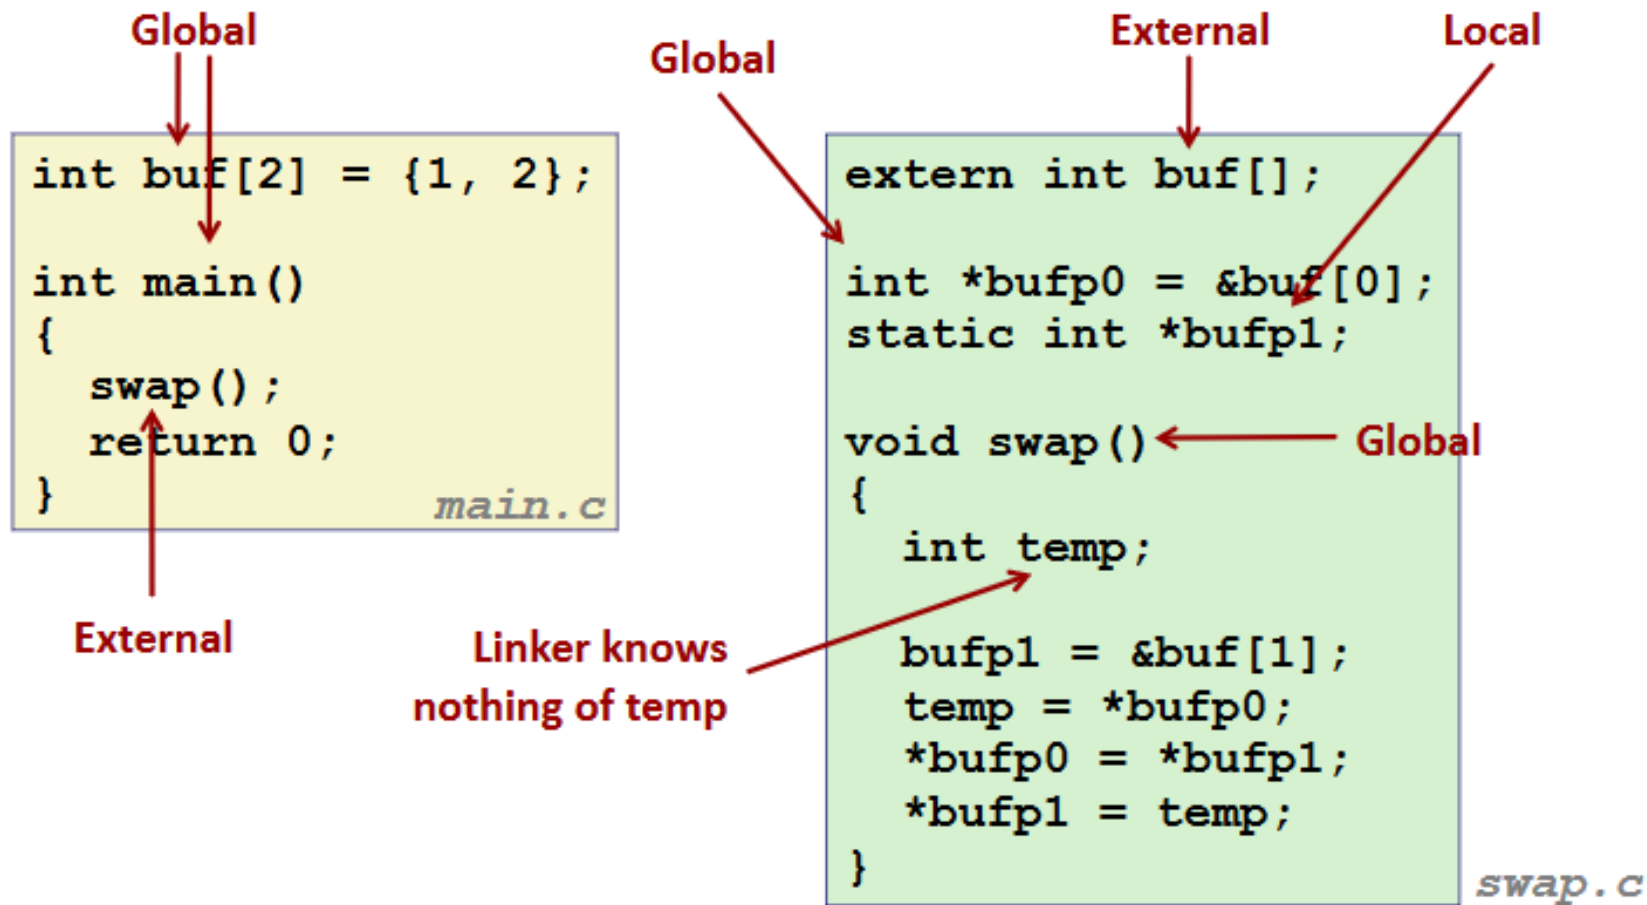 Global
int buf[2] = {1, 2};
int main()
{
swap();
return 0;
}
main.c
External
Global
External
Local
extern int buf[];
int *bufp0 = &buf[0];
static int *bufp1;
void swap()
Global
{
int temp;
Linker knows
nothing of temp
bufp1 = &buf[1];
temp = *bufp0;
*bufp0 = *bufp1;
*bufp1 = temp;
}
swap.c